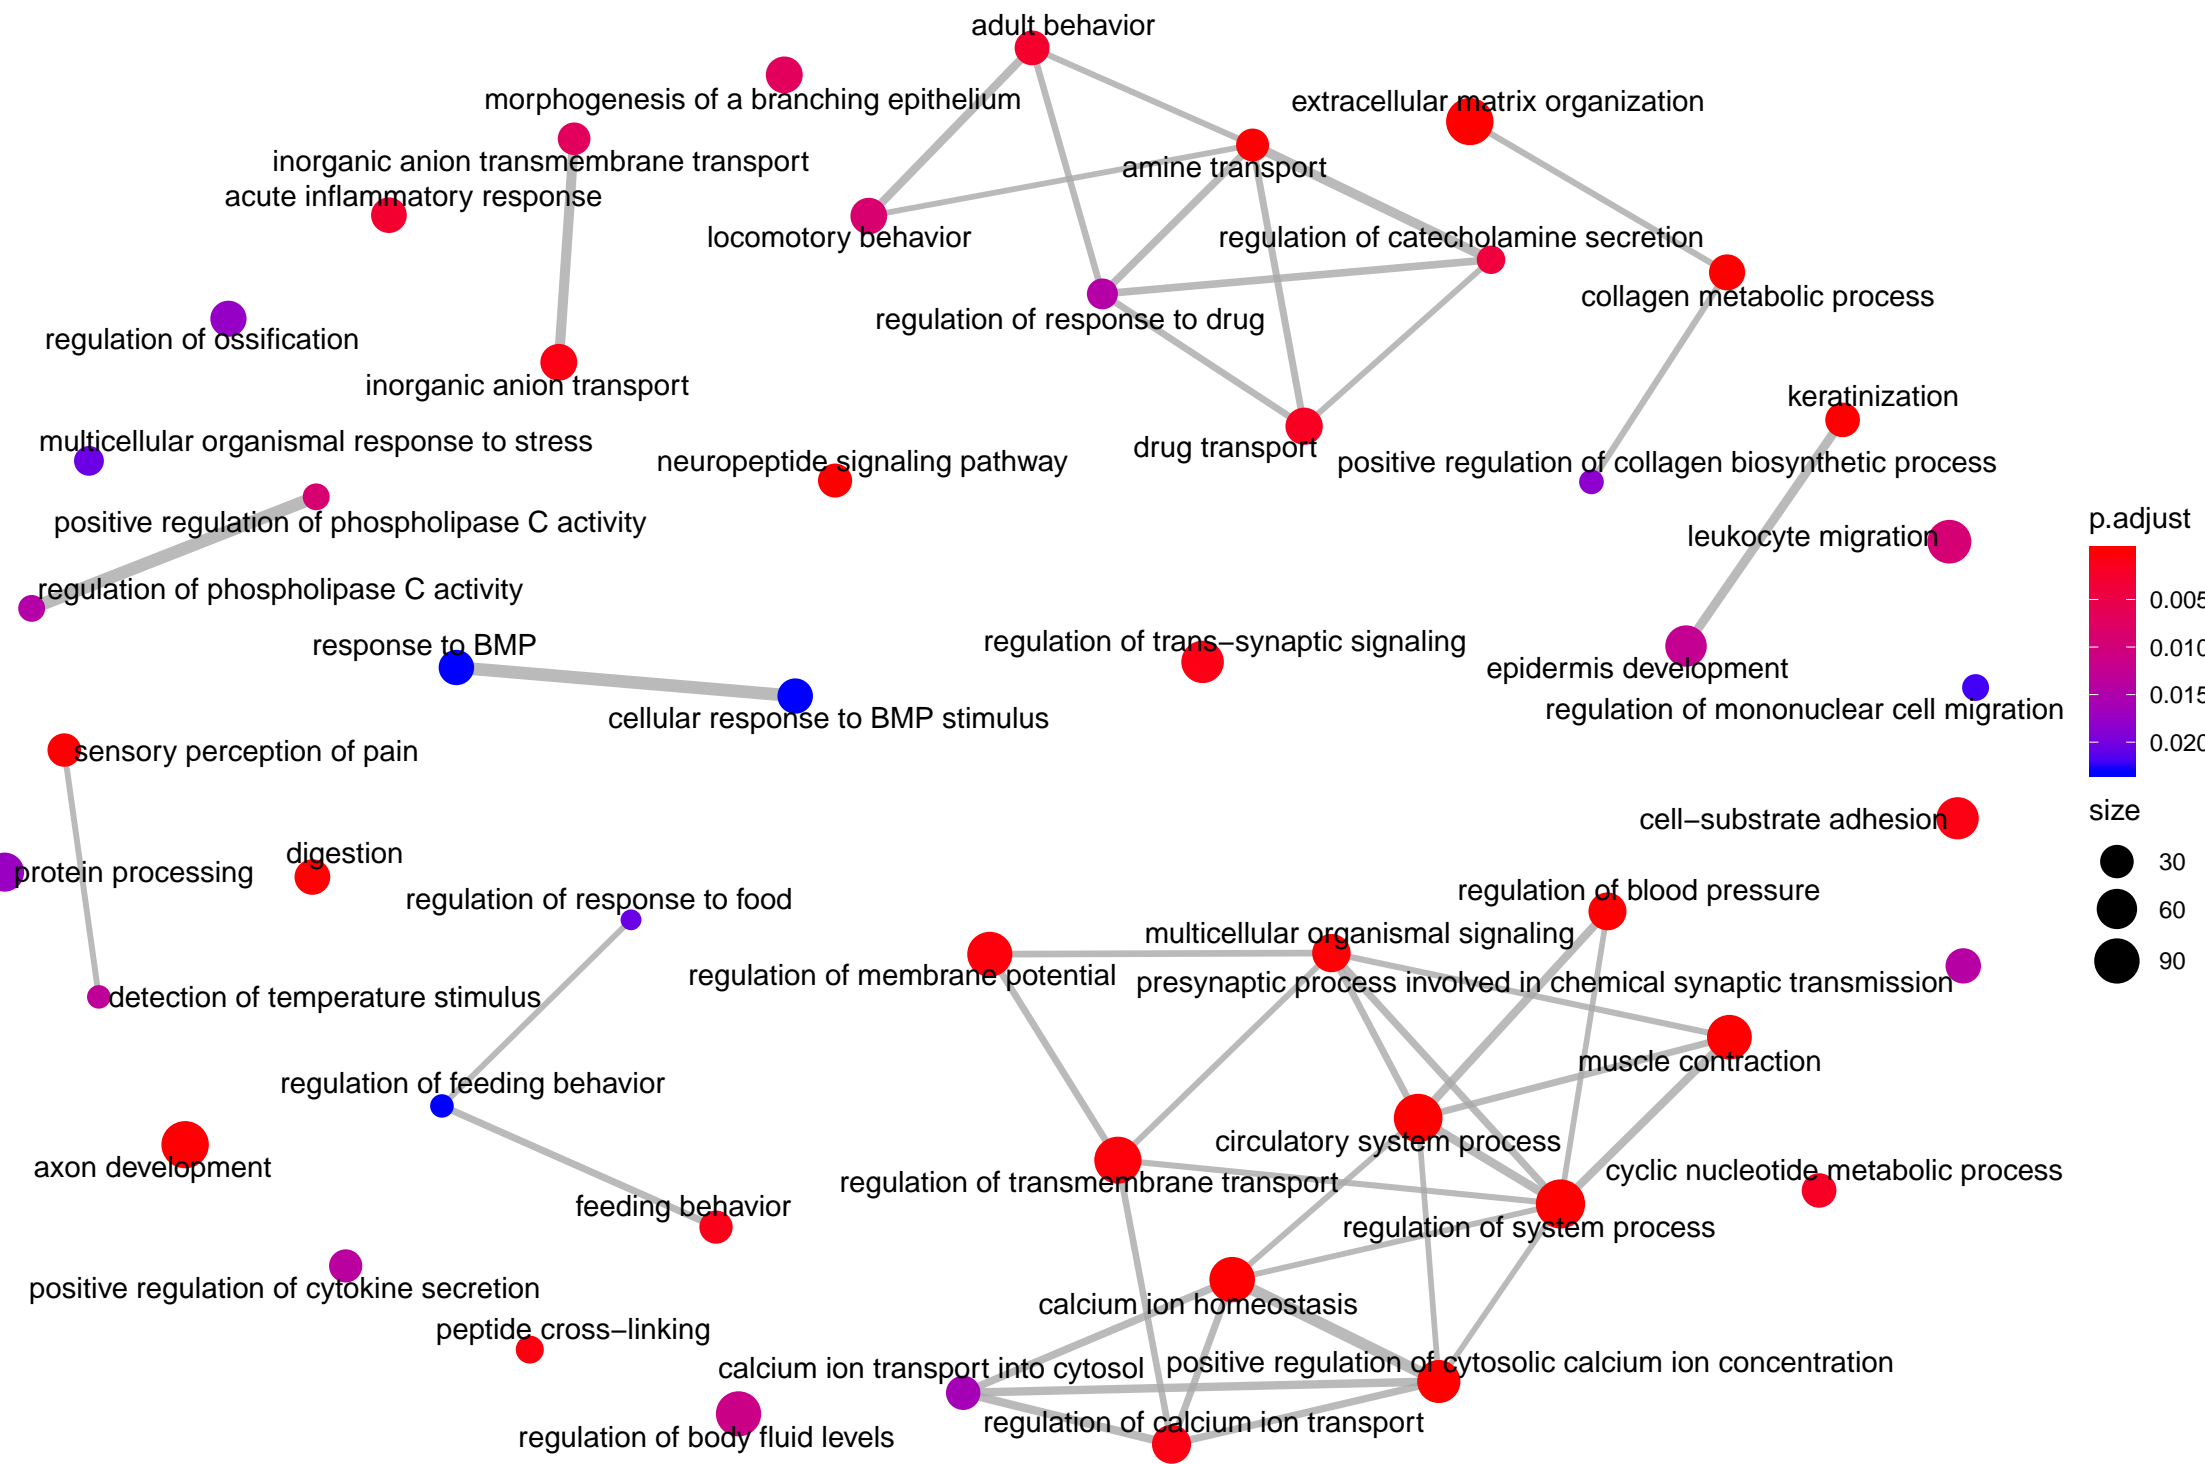 adult behavior
morphogenesis of a branching epithelium
extracellular matrix organization
inorganic anion transmembrane transport
amine transport
acute inflammatory response
locomotory behavior
regulation of catecholamine secretion
collagen metabolic process
regulation of response to drug
regulation of ossification
inorganic anion transport
keratinization
multicellular organismal response to stress
neuropeptide signaling pathway
drug transport
positive regulation of collagen biosynthetic process
positive regulation of phospholipase C activity
leukocyte migration
regulation of phospholipase C activity
response to BMP
regulation of trans−synaptic signaling
epidermis development
cellular response to BMP stimulus
regulation of mononuclear cell migration
sensory perception of pain
cell−substrate adhesion
digestion
protein processing
regulation of response to food
regulation of blood pressure
multicellular organismal signaling
regulation of membrane potential
presynaptic process involved in chemical synaptic transmission
detection of temperature stimulus
muscle contraction
regulation of feeding behavior
circulatory system process
axon development
regulation of transmembrane transport
cyclic nucleotide metabolic process
feeding behavior
regulation of system process
positive regulation of cytokine secretion
calcium ion homeostasis
peptide cross−linking
calcium ion transport into cytosol
positive regulation of cytosolic calcium ion concentration
regulation of calcium ion transport
regulation of body fluid levels
p.adjust
0.005
0.010
0.015
0.020
size
30
60
90